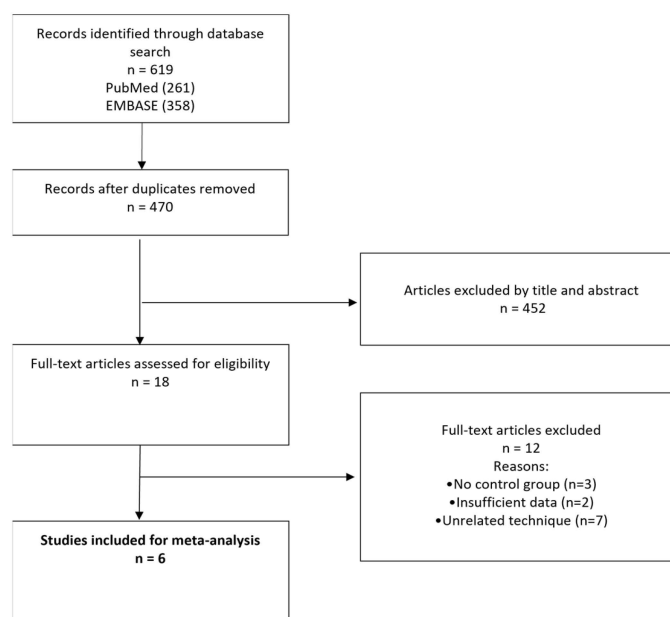 Records identified through database
search
n = 619
PubMed (261)
EMBASE (358)
Records after duplicates removed
n = 470
Articles excluded by title and abstract
n = 452
Full-text articles assessed for eligibility
n = 18
Full-text articles excluded
n = 12
Reasons:
•No control group (n=3)
•Insufficient data (n=2)
•Unrelated technique (n=7)
Studies included for meta-analysis
n = 6